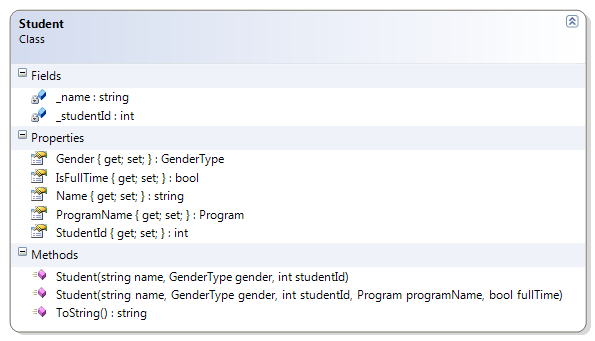 Student
Class
Fields
_name : string
_studentId : int
Properties
Gender { get; set; } : GenderType
IsFullTime { get; set; } : bool
Name { get; set; } : string
ProgramName { get; set; } : Program
StudentId { get; set; } : int
Methods
Student(string name, GenderType gender, int studentId)
Student(string name, GenderType gender, int studentId, Program programName, bool fullTime)
ToString() : string